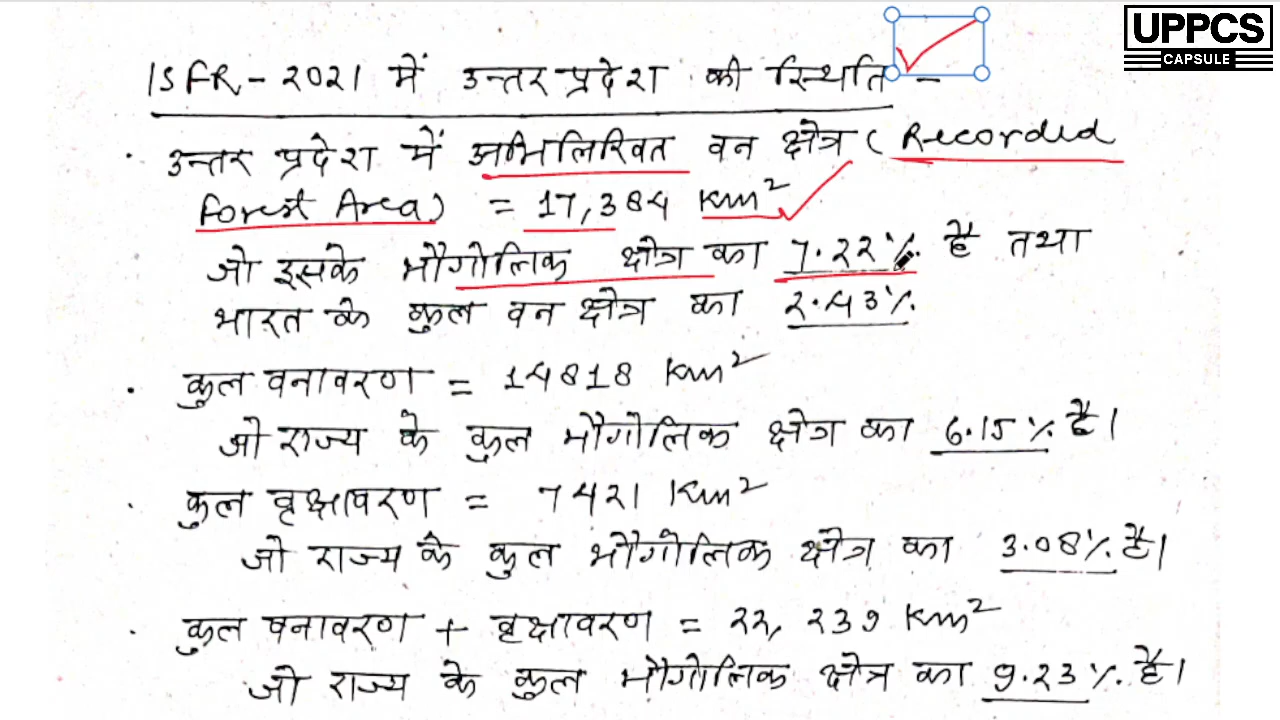 UPPCS
CAPSULE
ISFR - २०२1 में उत्तर प्रदेश की स्थिति -
· उत्तर प्रदेश में अभिलिखित वन क्षेत्र ( Recorded
Forest Area) = 17,384 Km²
जो इसके भौगोलिक क्षेत्र का 7.22% है तथा
भारत के कुल वन क्षेत्र का 2.43%.
· कुल वनावरण = 14818 Km²
जो राज्य के कुल भौगोलिक क्षेत्र का 6.15% है।
· कुल वृक्षावरण = 7421 Km²
जो राज्य के कुल भौगोलिक क्षेत्र का 3.08% है।
· कुल वनावरण + वृक्षावरण = 22,239 Km²
जो राज्य के कुल भौगोलिक क्षेत्र का 9.23% है।